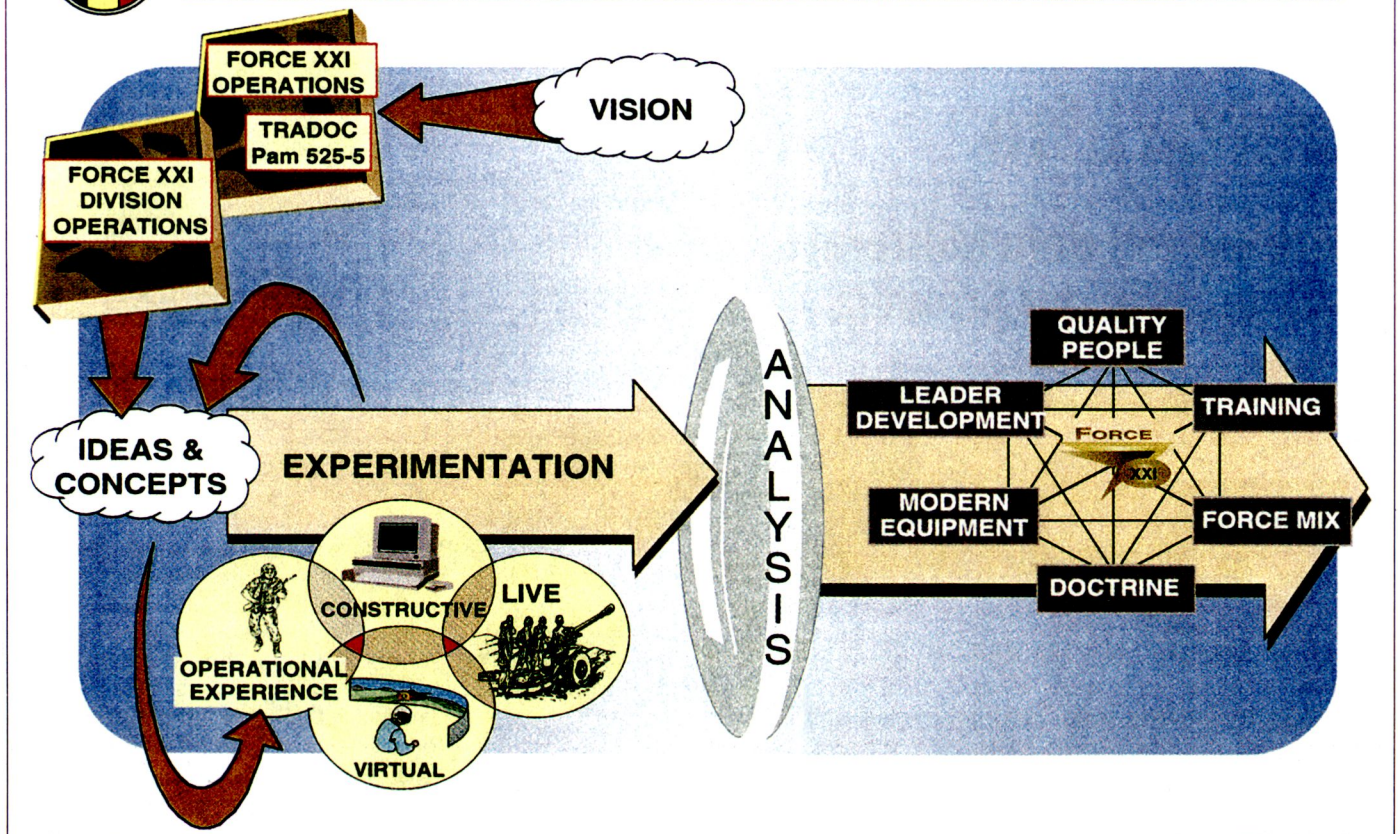 FORCE XXI
OPERATIONS
TRADOC
Pam 525-5
VISION
FORCE XXI
DIVISION
OPERATIONS
IDEAS &
CONCEPTS
EXPERIMENTATION
CONSTRUCTIVE
LIVE
OPERATIONAL
EXPERIENCE
VIRTUAL
ANALYSIS
QUALITY
PEOPLE
LEADER
DEVELOPMENT
TRAINING
FORCE
XXI
MODERN
EQUIPMENT
FORCE MIX
DOCTRINE